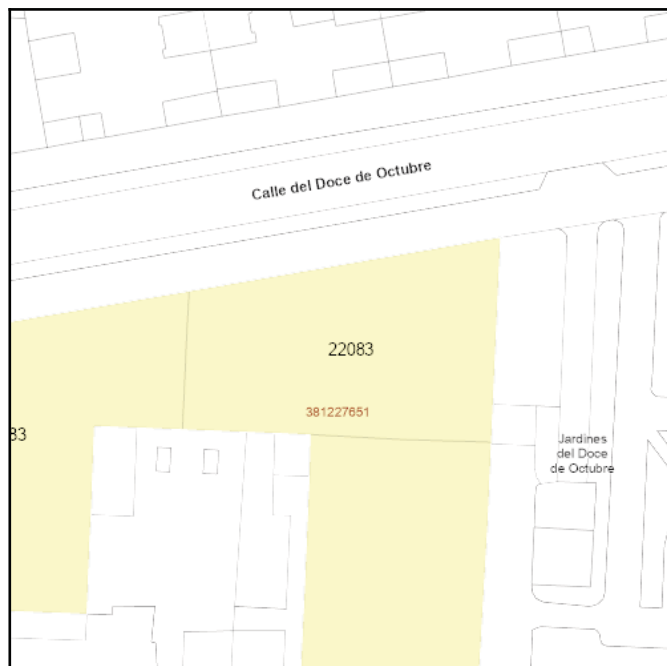 Calle del Doce de Octubre
22083
381227651
83
Jardines
del Doce
de Octubre